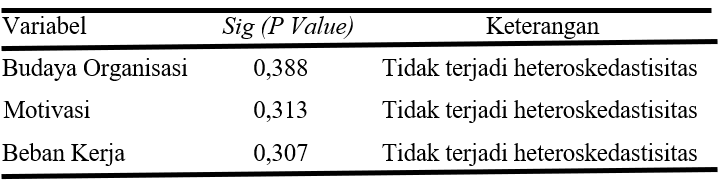 Variabel Sig (P Value) Keterangan
Budaya Organisasi 0,388 Tidak terjadi heteroskedastisitas
Motivasi 0,313 Tidak terjadi heteroskedastisitas
Beban Kerja 0,307 Tidak terjadi heteroskedastisitas